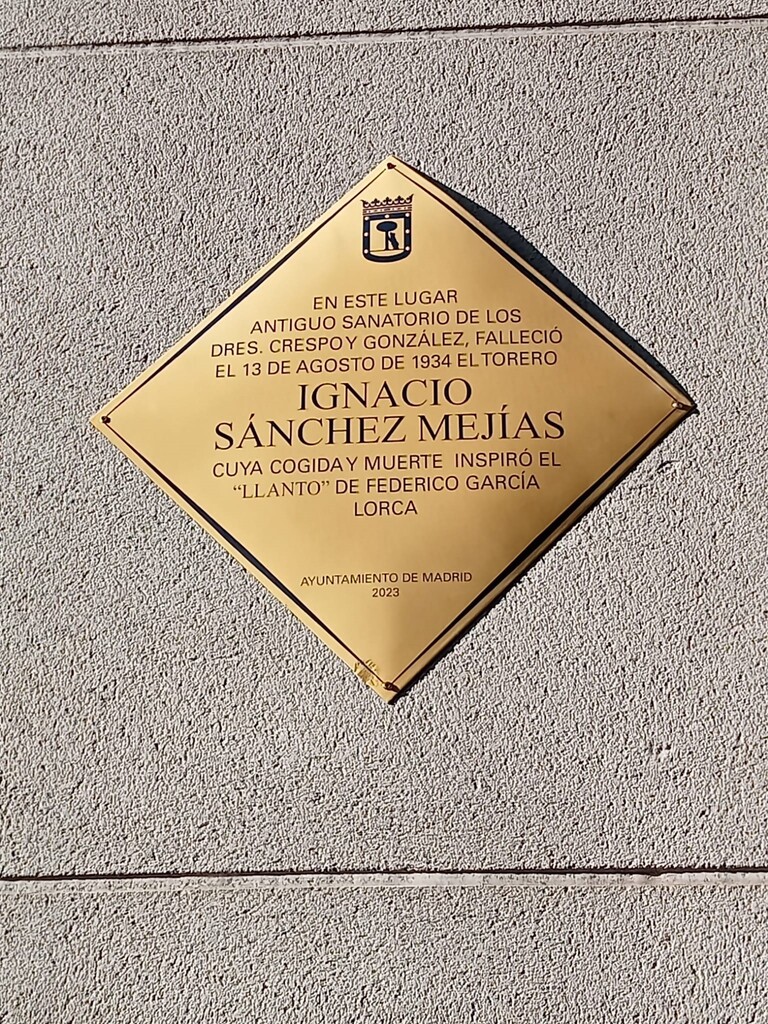 EN ESTE LUGAR
ANTIGUO SANATORIO DE LOS
DRES. CRESPO Y GONZÁLEZ, FALLECIÓ
EL 13 DE AGOSTO DE 1934 EL TORERO
IGNACIO
SÁNCHEZ MEJÍAS
CUYA COGIDA Y MUERTE INSPIRÓ EL
“LLANTO” DE FEDERICO GARCÍA
LORCA
AYUNTAMIENTO DE MADRID
2023